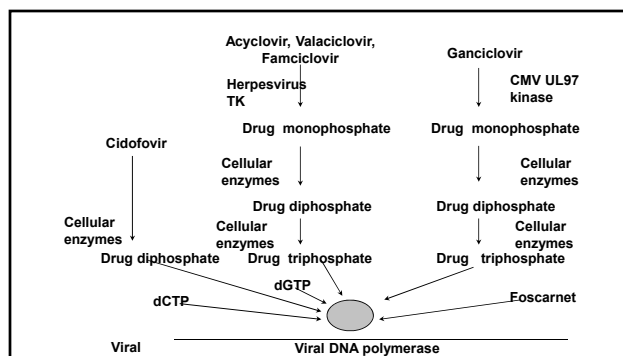 Acyclovir, Valaciclovir,
Famciclovir
Ganciclovir
Herpesvirus
TK
CMV UL97
kinase
Drug monophosphate
Drug monophosphate
Cidofovir
Cellular
enzymes
Cellular
enzymes
Drug diphosphate
Drug diphosphate
Cellular
enzymes
Cellular
enzymes
Cellular
enzymes
Drug diphosphate
Drug triphosphate
Drug triphosphate
dGTP
dCTP
Foscarnet
Viral
Viral DNA polymerase